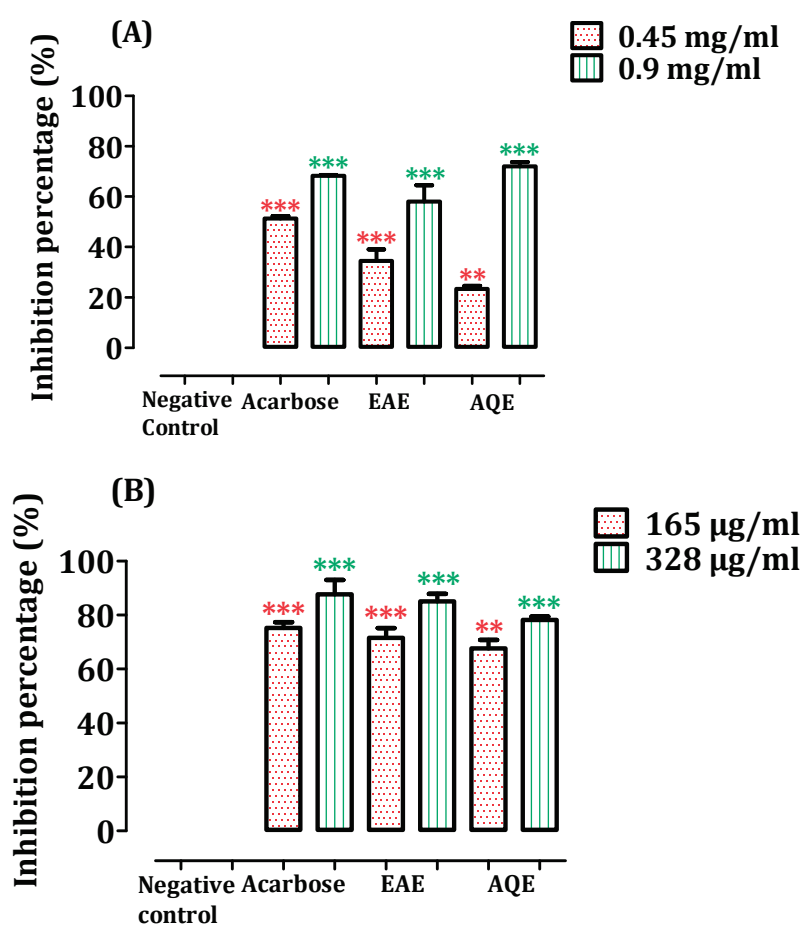 (A)
0.45 mg/ml
0.9 mg/ml
Inhibition percentage (%)
100
80
60
40
20
0
***
***
***
***
**
***
Negative Acarbose EAE AQE
Control
(B)
165 µg/ml
328 µg/ml
Inhibition percentage (%)
100
80
60
40
20
0
***
***
***
***
**
***
Negative Acarbose EAE AQE
control